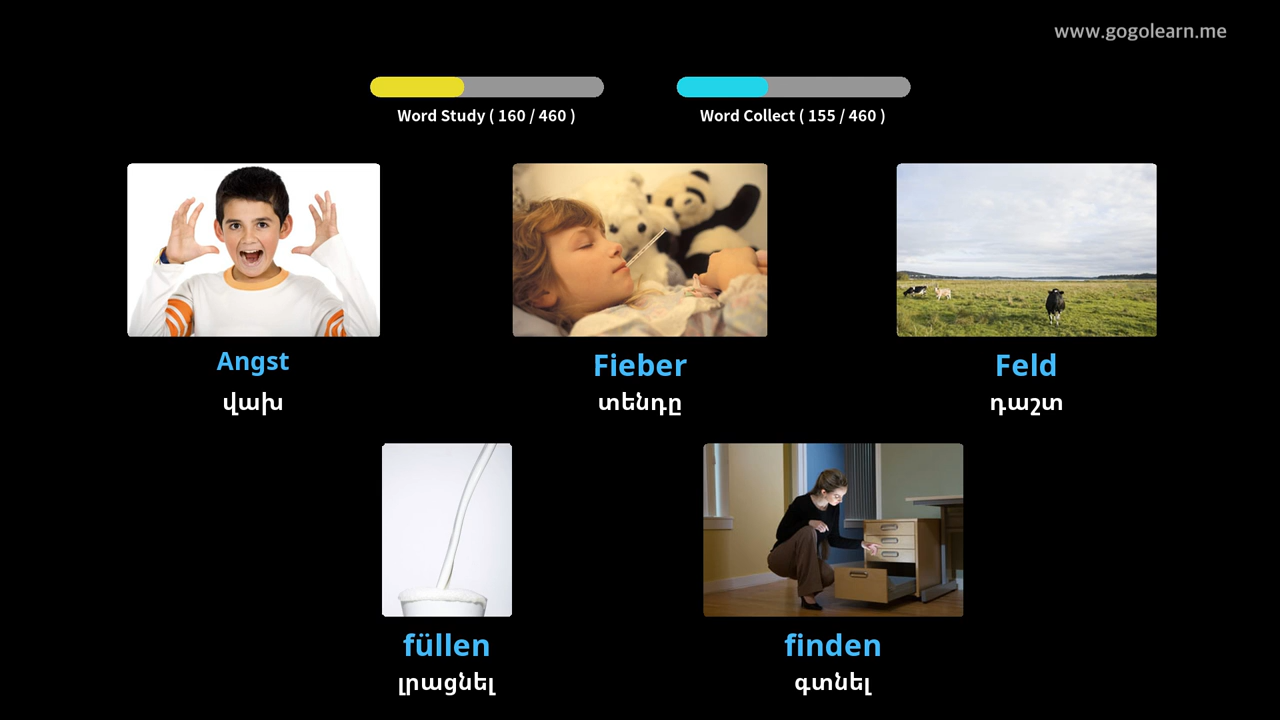 www.gogolearn.me
Word Study ( 160 / 460 )
Word Collect ( 155 / 460 )
Angst
Fieber
Feld
վախ
տենդը
դաշտ
füllen
finden
լրացնել
գտնել